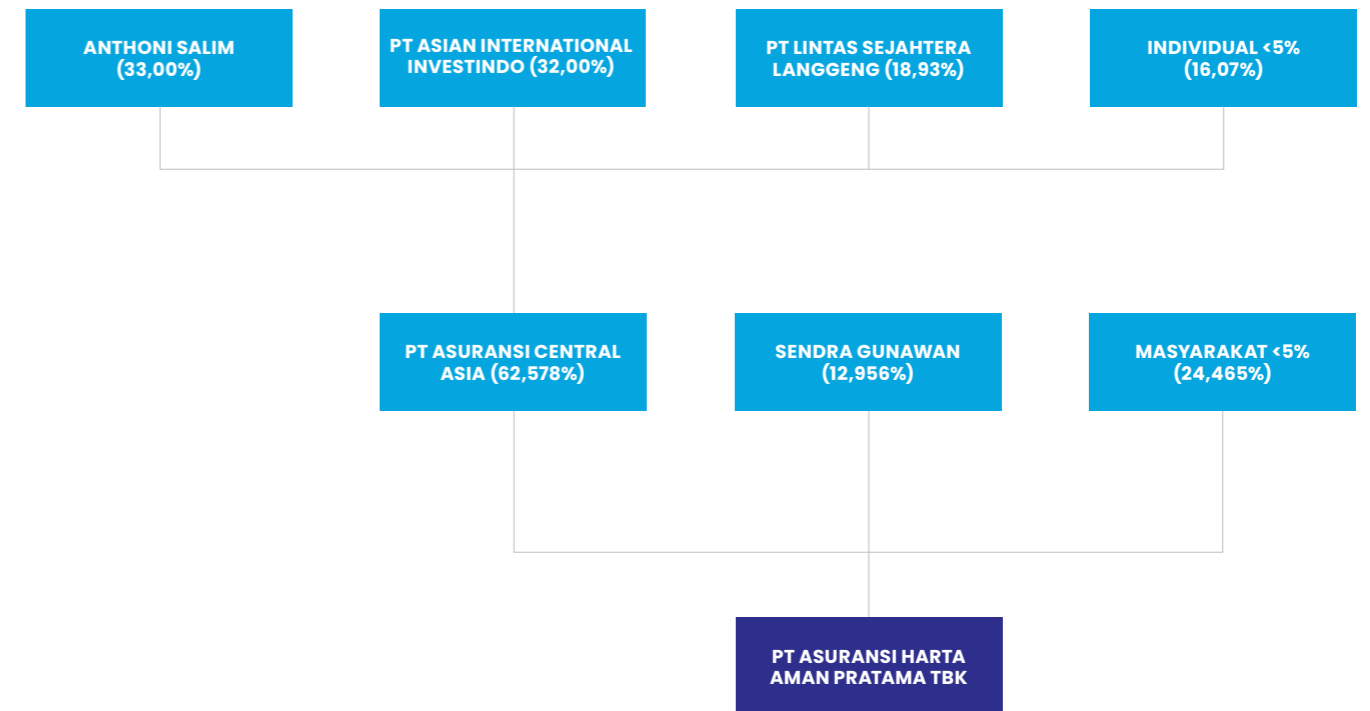 ANTHONI SALIM
(33,00%)
PT ASIAN INTERNATIONAL
INVESTINDO (32,00%)
PT LINTAS SEJAHTERA
LANGGENG (18,93%)
INDIVIDUAL <5%
(16,07%)
PT ASURANSI CENTRAL
ASIA (62,578%)
SENDRA GUNAWAN
(12,956%)
MASYARAKAT <5%
(24,465%)
PT ASURANSI HARTA
AMAN PRATAMA TBK